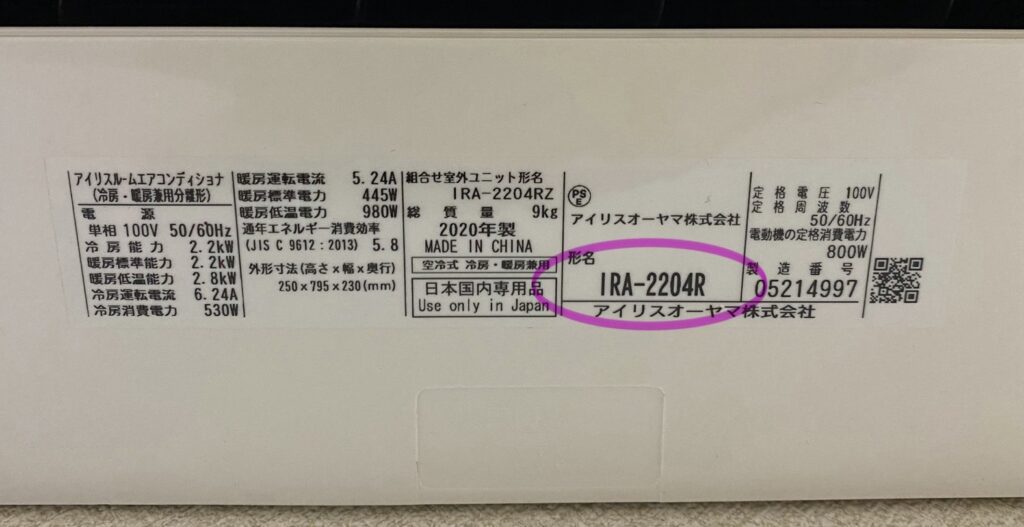 アイリスルームエアコンディショナ
(冷房・暖房兼用分離形)
電源
単相 100V 50/60Hz
冷房能力 2.2kW
暖房標準能力 2.2kW
暖房低温能力 2.8kW
冷房運転電流 6.24A
冷房消費電力 530W
暖房運転電流 5.24A
暖房標準電力 445W
暖房低温電力 980W
通年エネルギー消費効率
(JIS C 9612:2013) 5.8
外形寸法(高さ×幅×奥行)
250×795×230(mm)
組合せ室外ユニット形名
IRA-2204RZ
総質量 9kg
2020年製
MADE IN CHINA
空冷式 冷房・暖房兼用
日本国内専用品
Use only in Japan
PSE
アイリスオーヤマ株式会社
形名
IRA-2204R
定格電圧 100V
定格周波数
50/60Hz
電動機の定格消費電力
800W
製造番号
05214997
アイリスオーヤマ株式会社